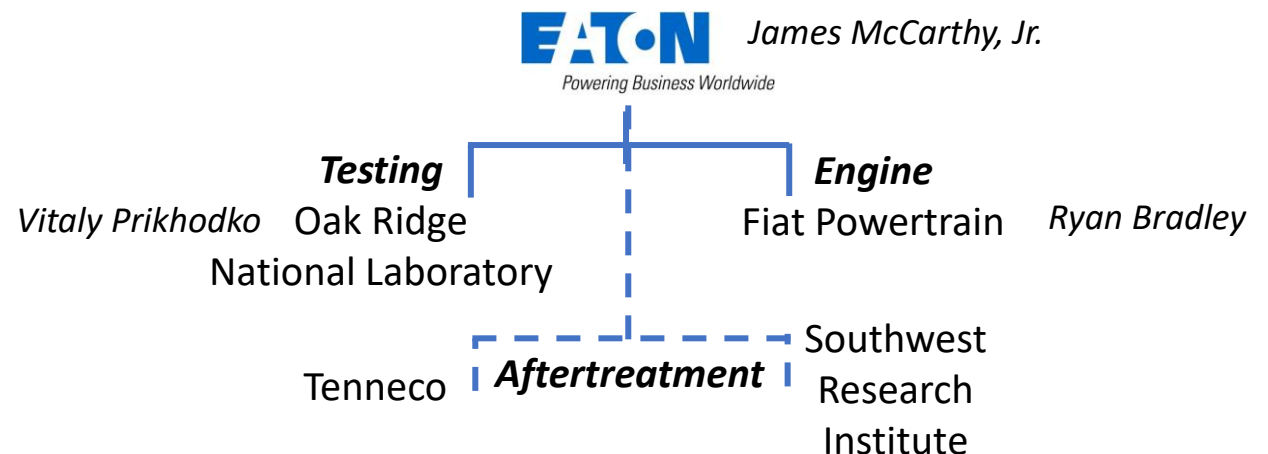 EATON James McCarthy, Jr.
Powering Business Worldwide
Testing Engine
Vitaly Prikhodko Oak Ridge Fiat Powertrain Ryan Bradley
National Laboratory
Southwest
Tenneco Aftertreatment Research
Institute